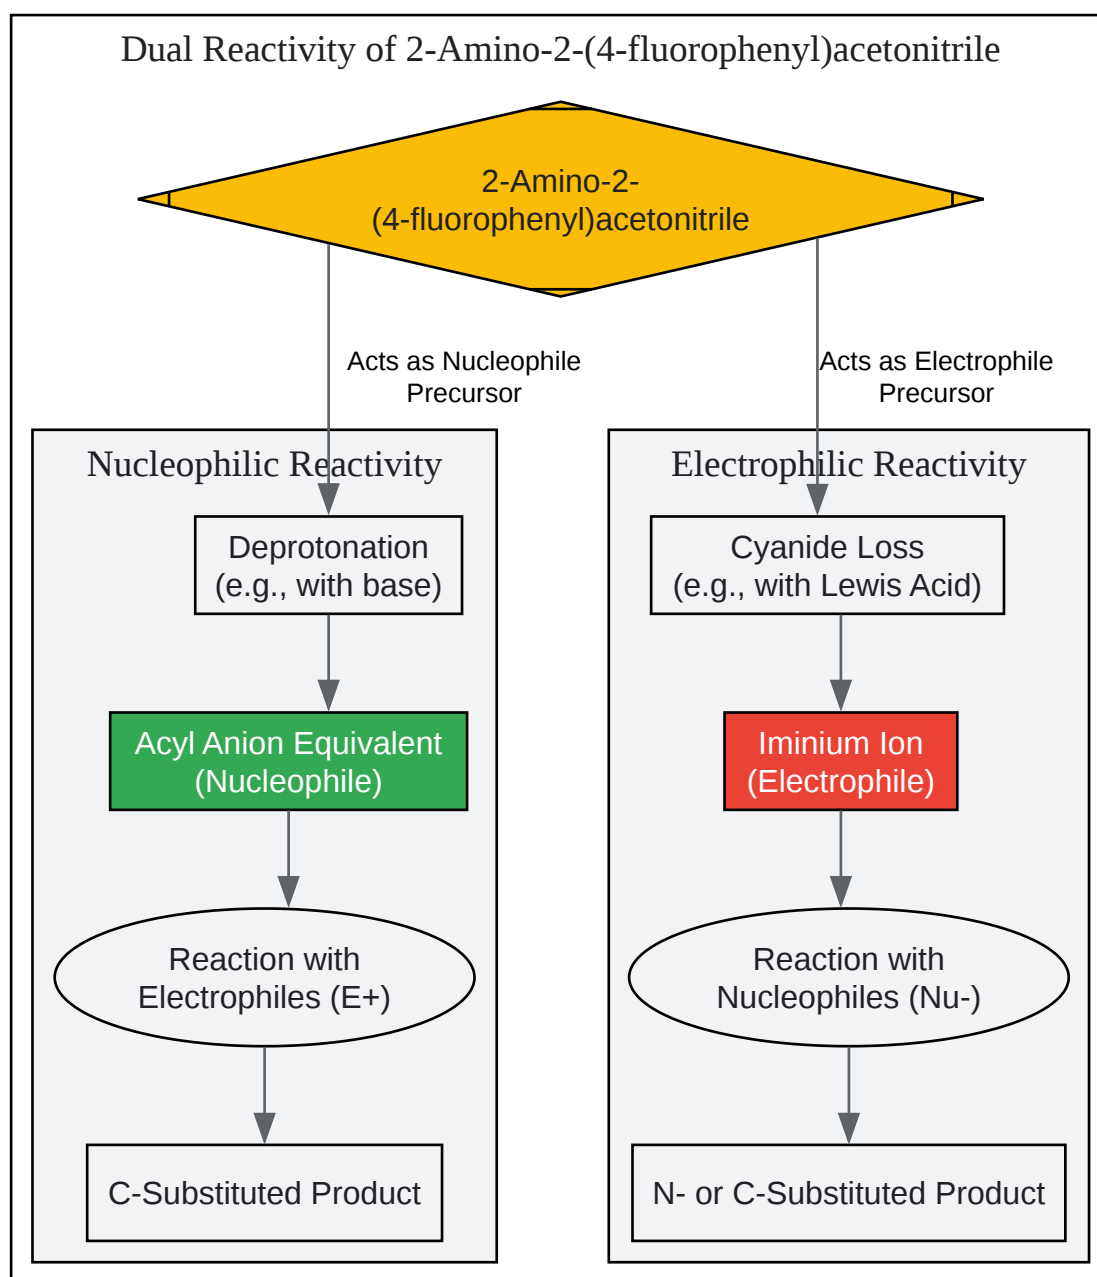 Dual Reactivity of 2-Amino-2-(4-fluorophenyl)acetonitrile
2-Amino-2-
(4-fluorophenyl)acetonitrile
Acts as Nucleophile
Precursor
Acts as Electrophile
Precursor
Nucleophilic Reactivity
Deprotonation
(e.g., with base)
Acyl Anion Equivalent
(Nucleophile)
Reaction with
Electrophiles (E+)
C-Substituted Product
Electrophilic Reactivity
Cyanide Loss
(e.g., with Lewis Acid)
Iminium Ion
(Electrophile)
Reaction with
Nucleophiles (Nu-)
N- or C-Substituted Product